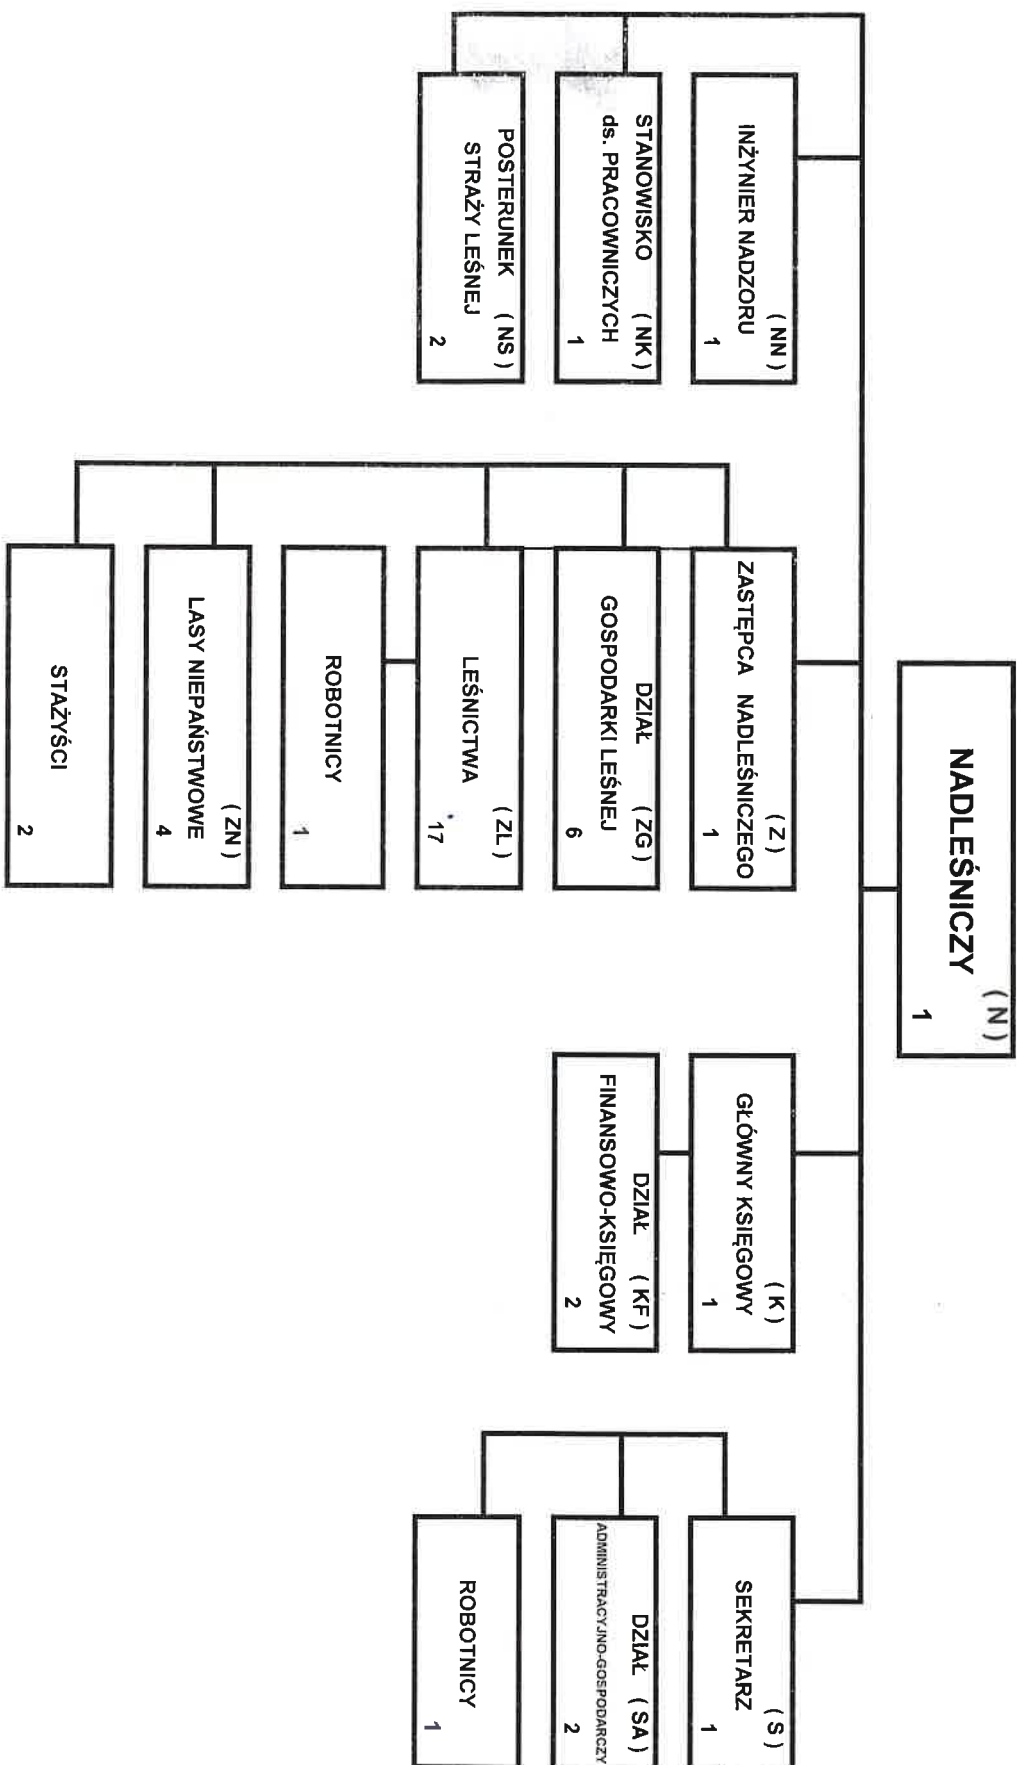 ( N )
NADLEŚNICZY
1
( NN )
INŻYNIER NADZORU
1
STANOWISKO ( NK )
ds. PRACOWNICZYCH
1
POSTERUNEK ( NS )
STRAŻY LEŚNEJ
2
( Z )
ZASTĘPCA NADLEŚNICZEGO
1
DZIAŁ ( ZG )
GOSPODARKI LEŚNEJ
6
( ZL )
LEŚNICTWA
17
ROBOTNICY
1
( ZN )
LASY NIEPAŃSTWOWE
4
STAŻYŚCI
2
( K )
GŁÓWNY KSIĘGOWY
1
DZIAŁ ( KF )
FINANSOWO-KSIĘGOWY
2
( S )
SEKRETARZ
1
DZIAŁ ( SA )
ADMINISTRACYJNO-GOSPODARCZY
2
ROBOTNICY
1